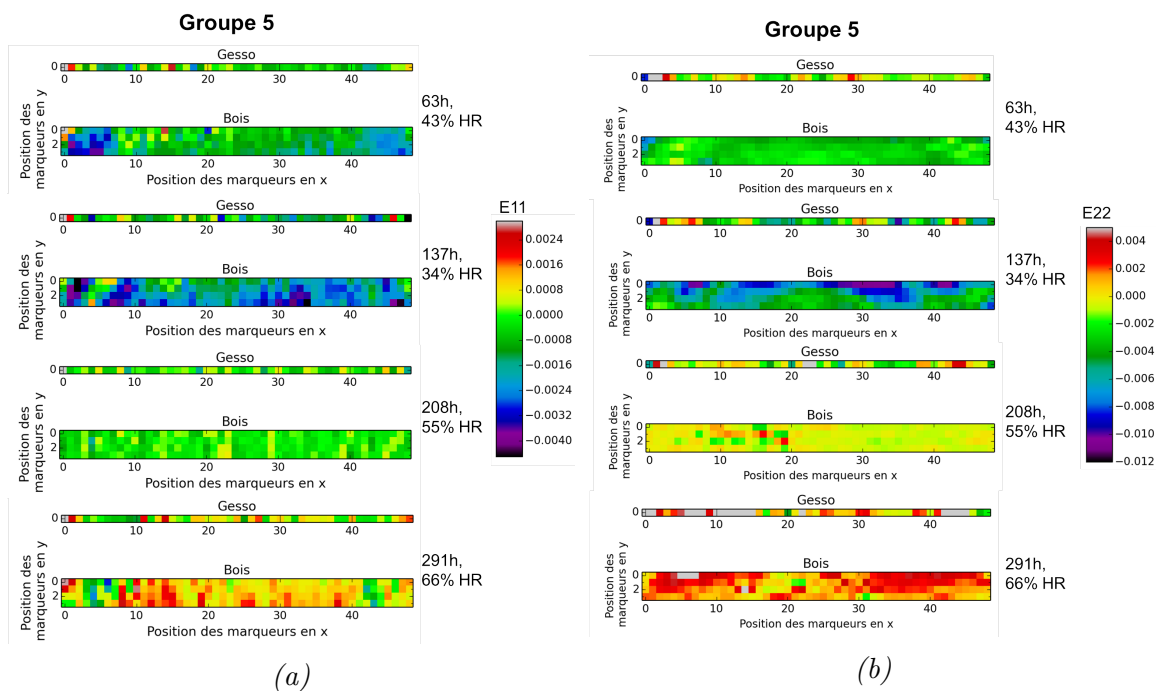 Groupe 5
Gesso
0
0 10 20 30 40
Bois
0
2
0 10 20 30 40
Position des marqueurs en x
Position des
marqueurs en y
63h,
43% HR
Gesso
0
0 10 20 30 40
Bois
0
2
0 10 20 30 40
Position des marqueurs en x
Position des
marqueurs en y
137h,
34% HR
Gesso
0
0 10 20 30 40
Bois
0
2
0 10 20 30 40
Position des marqueurs en x
Position des
marqueurs en y
208h,
55% HR
Gesso
0
0 10 20 30 40
Bois
0
2
0 10 20 30 40
Position des marqueurs en x
Position des
marqueurs en y
291h,
66% HR
E11
0.0024
0.0016
0.0008
0.0000
−0.0008
−0.0016
−0.0024
−0.0032
−0.0040
(a)
Groupe 5
Gesso
0
0 10 20 30 40
Bois
0
2
0 10 20 30 40
Position des marqueurs en x
Position des
marqueurs en y
63h,
43% HR
Gesso
0
0 10 20 30 40
Bois
0
2
0 10 20 30 40
Position des marqueurs en x
Position des
marqueurs en y
137h,
34% HR
Gesso
0
0 10 20 30 40
Bois
0
2
0 10 20 30 40
Position des marqueurs en x
Position des
marqueurs en y
208h,
55% HR
Gesso
0
0 10 20 30 40
Bois
0
2
0 10 20 30 40
Position des marqueurs en x
Position des
marqueurs en y
291h,
66% HR
E22
0.004
0.002
0.000
−0.002
−0.004
−0.006
−0.008
−0.010
−0.012
(b)